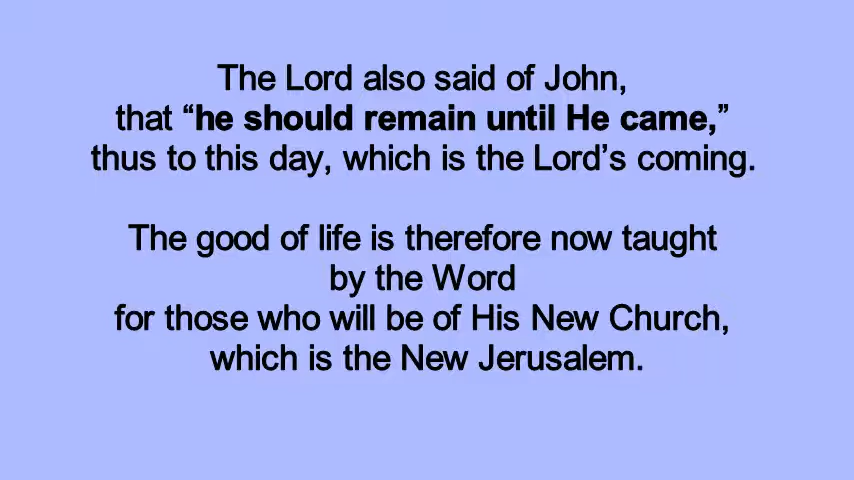 The Lord also said of John,
that “he should remain until He came,”
thus to this day, which is the Lord’s coming.
The good of life is therefore now taught
by the Word
for those who will be of His New Church,
which is the New Jerusalem.